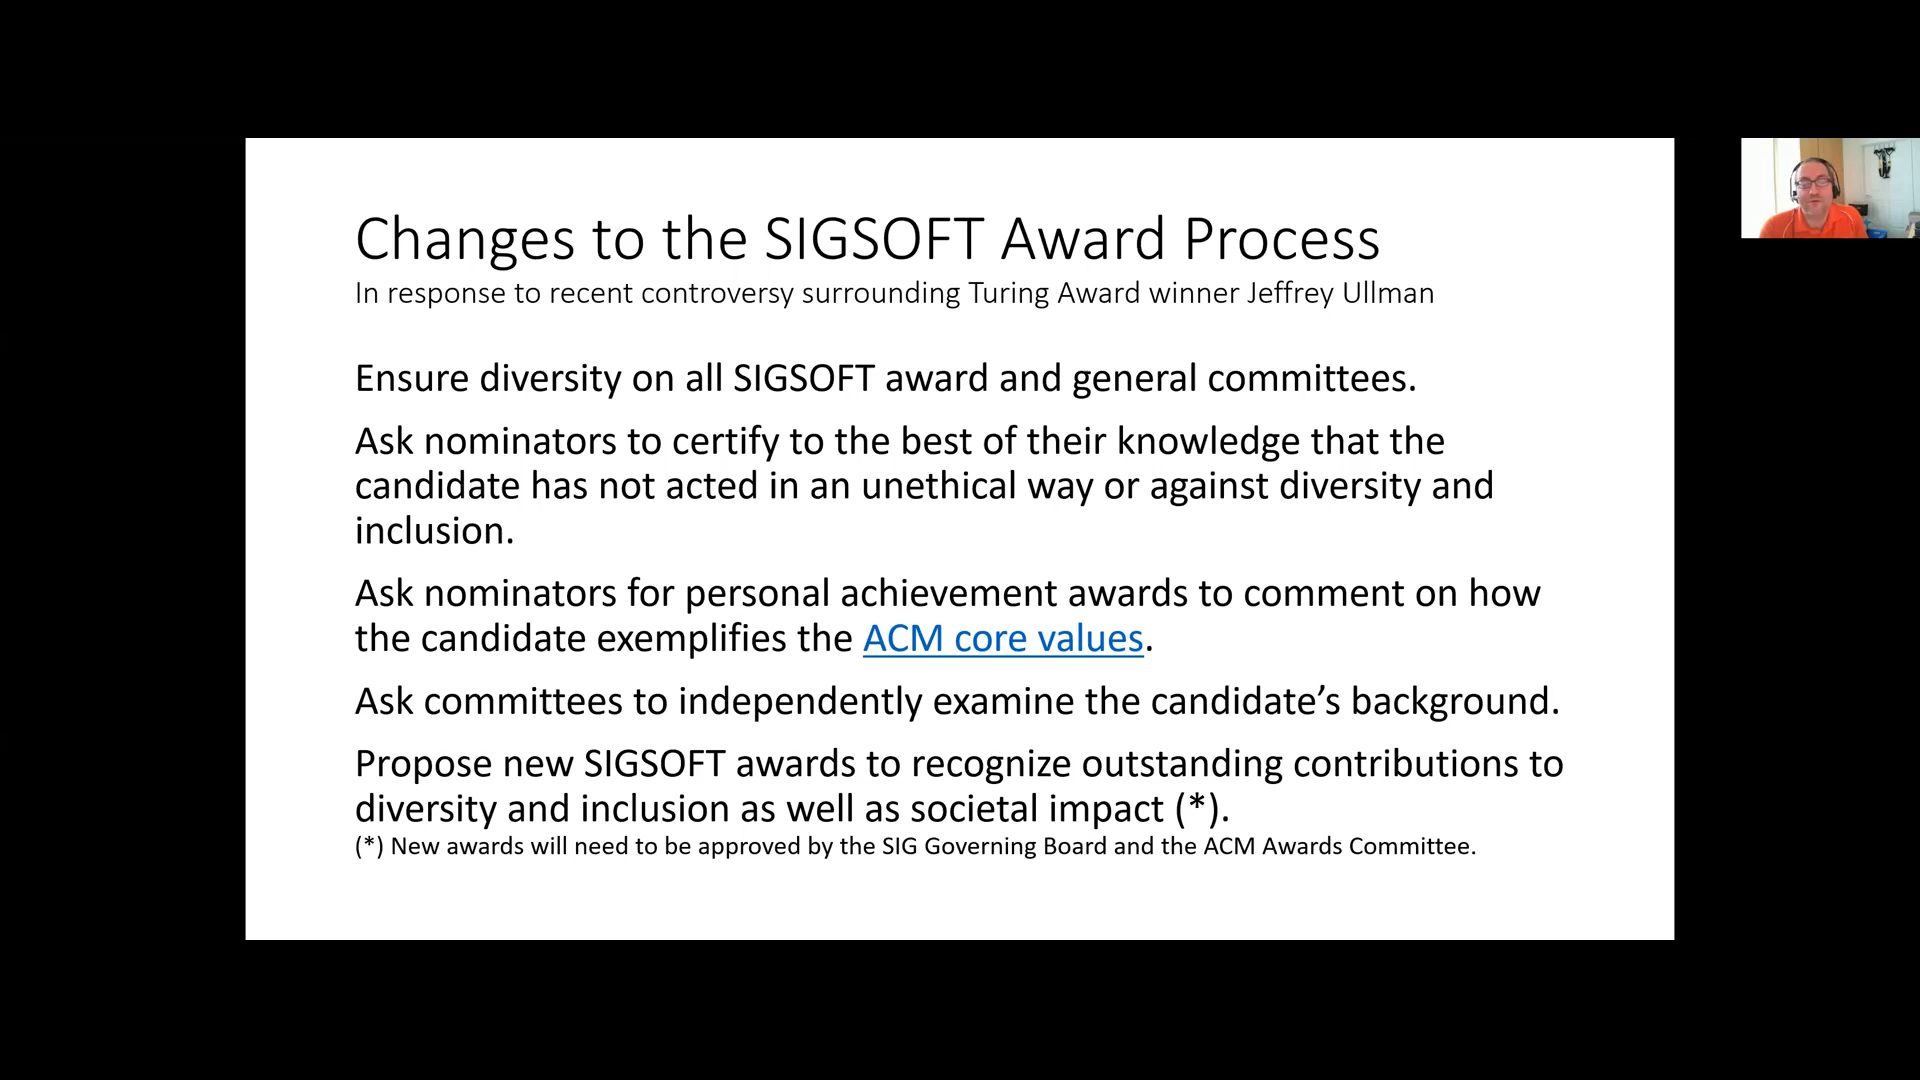 Changes to the SIGSOFT Award Process
In response to recent controversy surrounding Turing Award winner Jeffrey Ullman
Ensure diversity on all SIGSOFT award and general committees.
Ask nominators to certify to the best of their knowledge that the
candidate has not acted in an unethical way or against diversity and
inclusion.
Ask nominators for personal achievement awards to comment on how
the candidate exemplifies the ACM core values.
Ask committees to independently examine the candidate’s background.
Propose new SIGSOFT awards to recognize outstanding contributions to
diversity and inclusion as well as societal impact (*).
(*) New awards will need to be approved by the SIG Governing Board and the ACM Awards Committee.